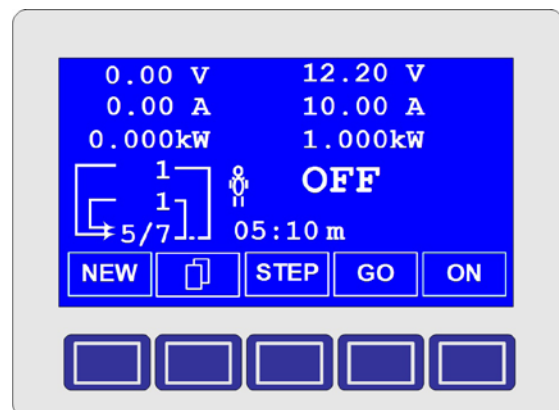 0.00 V 12.20 V
0.00 A 10.00 A
0.000kW 1.000kW
1 OFF
1
5/7 05:10 m
NEW STEP GO ON